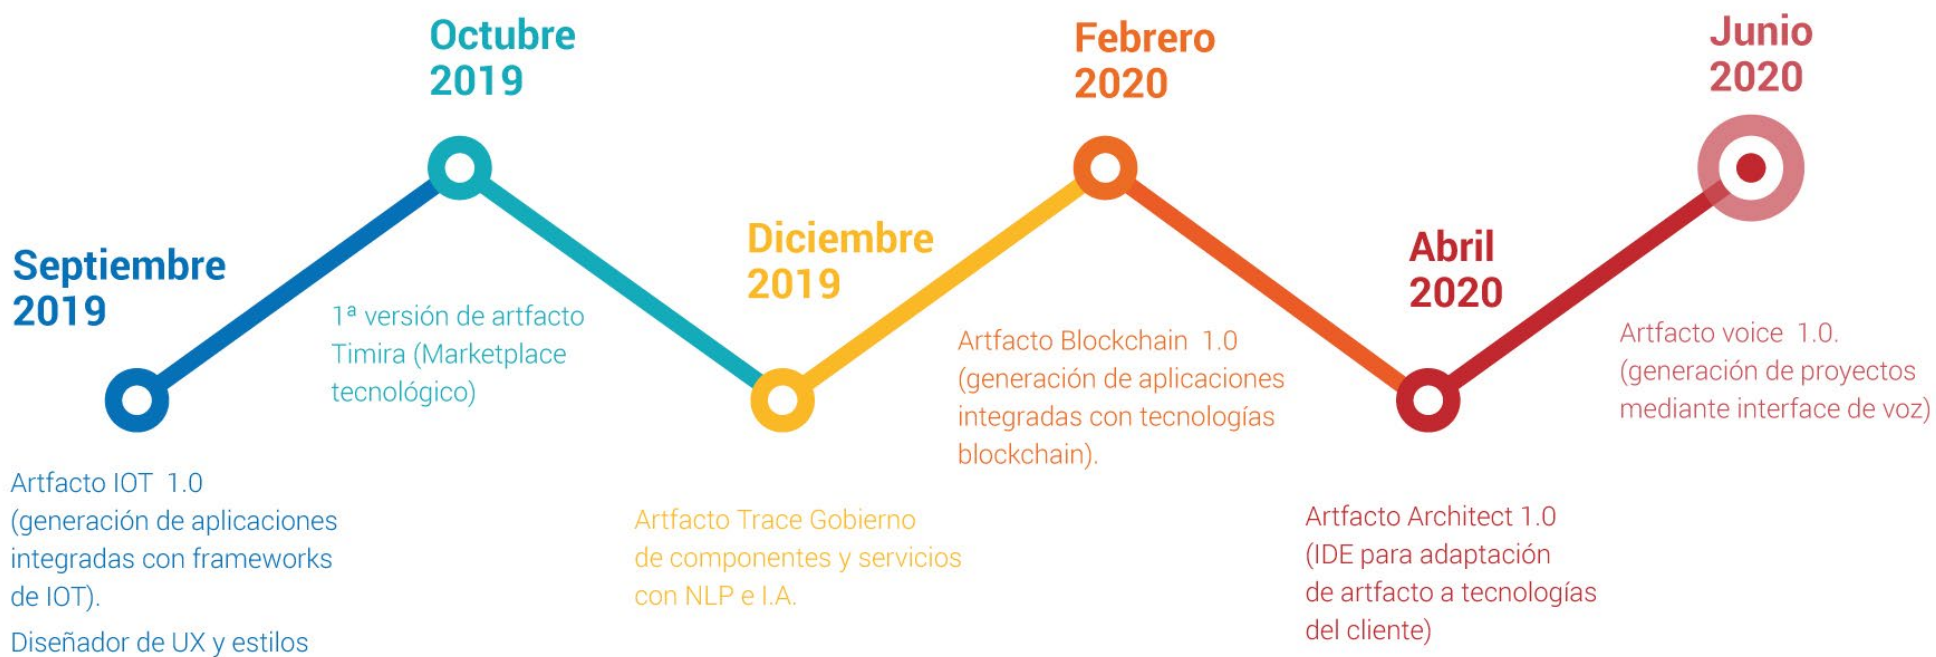 Septiembre
2019
Artfacto IOT 1.0
(generación de aplicaciones
integradas con frameworks
de IOT).
Diseñador de UX y estilos
Octubre
2019
1ª versión de artfacto
Timira (Marketplace
tecnológico)
Diciembre
2019
Artfacto Trace Gobierno
de componentes y servicios
con NLP e I.A.
Febrero
2020
Artfacto Blockchain 1.0
(generación de aplicaciones
integradas con tecnologías
blockchain).
Abril
2020
Artfacto Architect 1.0
(IDE para adaptación
de artfacto a tecnologías
del cliente)
Junio
2020
Artfacto voice 1.0.
(generación de proyectos
mediante interface de voz)